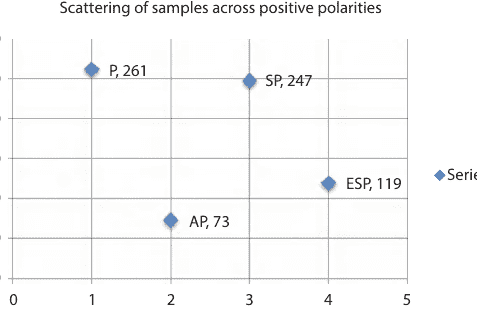 Scattering of samples across positive polarities
P, 261
SP, 247
ESP, 119
Serie
AP, 73
0 1 2 3 4 5